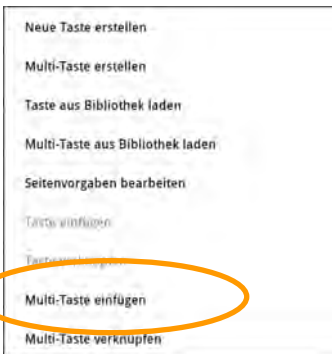 Neue Taste erstellen
Multi-Taste erstellen
Taste aus Bibliothek laden
Multi-Taste aus Bibliothek laden
Seitenvorgaben bearbeiten
Taste einfügen
Multi-Taste einfügen
Multi-Taste verknüpfen